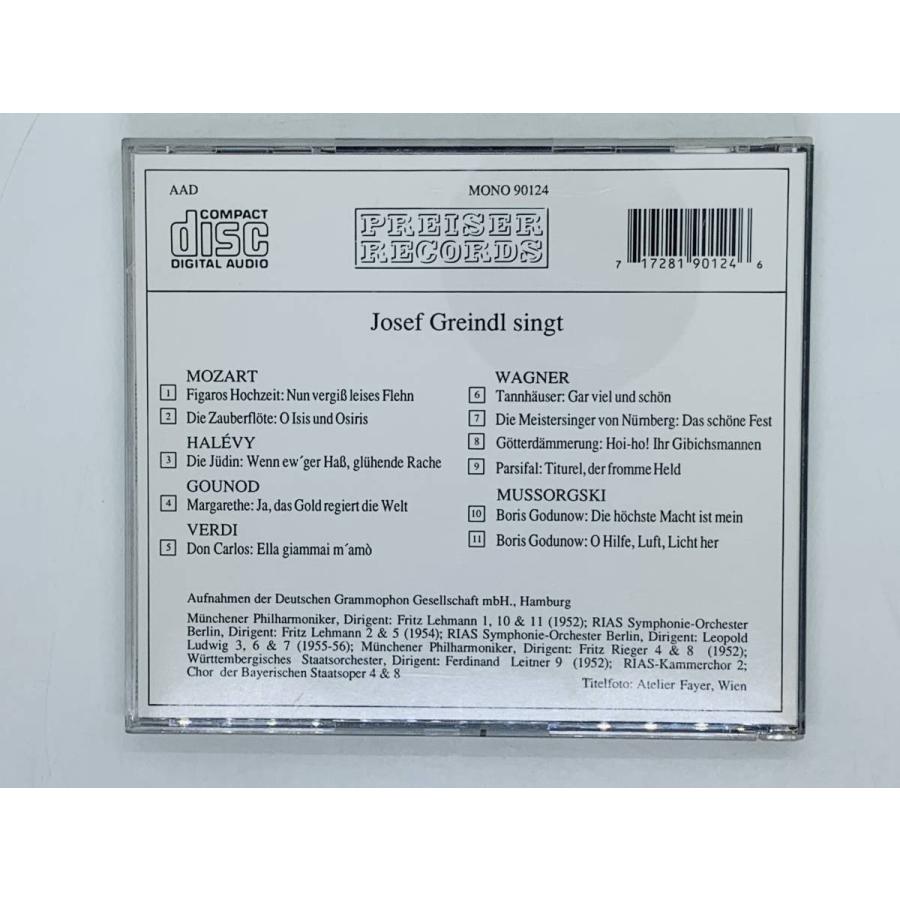 AAD
MONO 90124
COMPACT
disc
DIGITAL AUDIO
PREISER
RECORDS
7 17281 90124 6
Josef Greindl singt
MOZART
1 Figaros Hochzeit: Nun vergiß leises Flehn
2 Die Zauberflöte: O Isis und Osiris
HALÉVY
3 Die Jüdin: Wenn ew´ger Haß, glühende Rache
GOUNOD
4 Margarethe: Ja, das Gold regiert die Welt
VERDI
5 Don Carlos: Ella giammai m´amò
WAGNER
6 Tannhäuser: Gar viel und schön
7 Die Meistersinger von Nürnberg: Das schöne Fest
8 Götterdämmerung: Hoi-ho! Ihr Gibichsmannen
9 Parsifal: Titurel, der fromme Held
MUSSORGSKI
10 Boris Godunow: Die höchste Macht ist mein
11 Boris Godunow: O Hilfe, Luft, Licht her
Aufnahmen der Deutschen Grammophon Gesellschaft mbH., Hamburg
Münchener Philharmoniker, Dirigent: Fritz Lehmann 1, 10 & 11 (1952); RIAS Symphonie-Orchester
Berlin, Dirigent: Fritz Lehmann 2 & 5 (1954); RIAS Symphonie-Orchester Berlin, Dirigent: Leopold
Ludwig 3, 6 & 7 (1955-56); Münchener Philharmoniker, Dirigent: Fritz Rieger 4 & 8 (1952);
Württembergisches Staatsorchester, Dirigent: Ferdinand Leitner 9 (1952); RIAS-Kammerchor 2;
Chor der Bayerischen Staatsoper 4 & 8
Titelfoto: Atelier Fayer, Wien